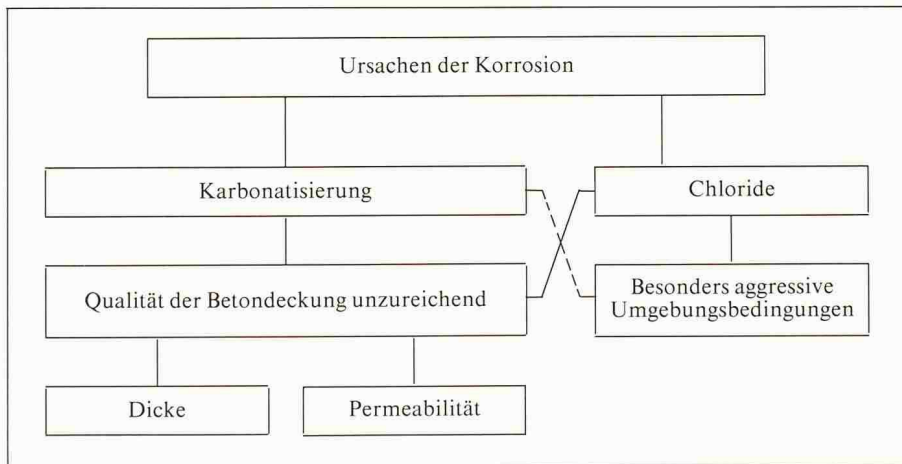 Ursachen der Korrosion
Karbonatisierung
Chloride
Qualität der Betondeckung unzureichend
Besonders aggressive
Umgebungsbedingungen
Dicke
Permeabilität